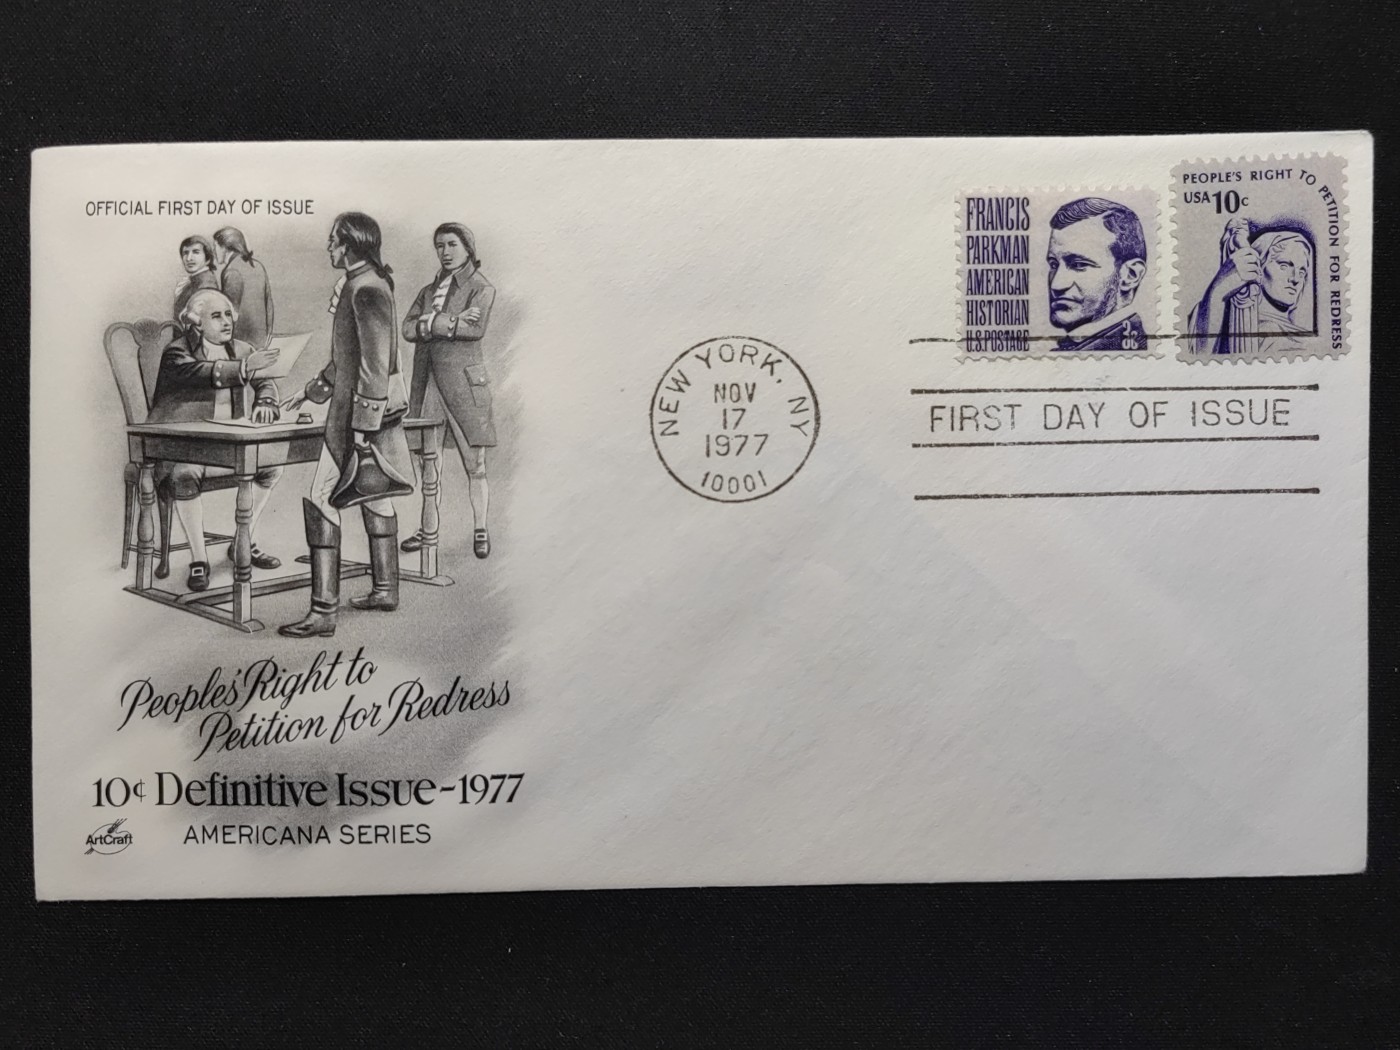 OFFICIAL FIRST DAY OF ISSUE
FRANCIS
PARKMAN
AMERICAN
HISTORIAN
U.S. POSTAGE
3c
PEOPLE'S RIGHT TO PETITION FOR REDRESS
USA 10c
NEW YORK, NY
NOV
17
1977
10001
FIRST DAY OF ISSUE
People's Right to
Petition for Redress
10¢ Definitive Issue-1977
ArtCraft
AMERICANA SERIES